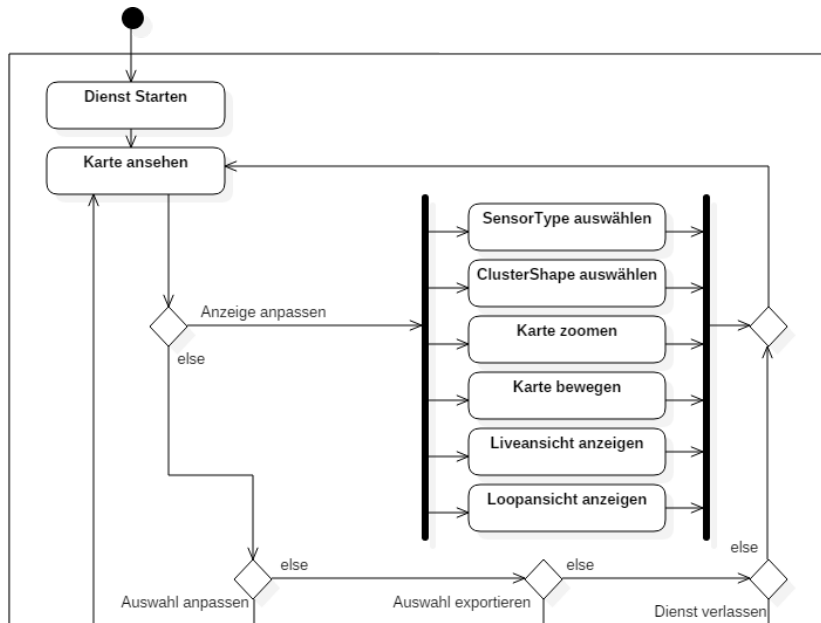 Dienst Starten
Karte ansehen
SensorType auswählen
ClusterShape auswählen
Anzeige anpassen
Karte zoomen
else
Karte bewegen
Liveansicht anzeigen
Loopansicht anzeigen
else
else
else
Auswahl anpassen
Auswahl exportieren
Dienst verlassen